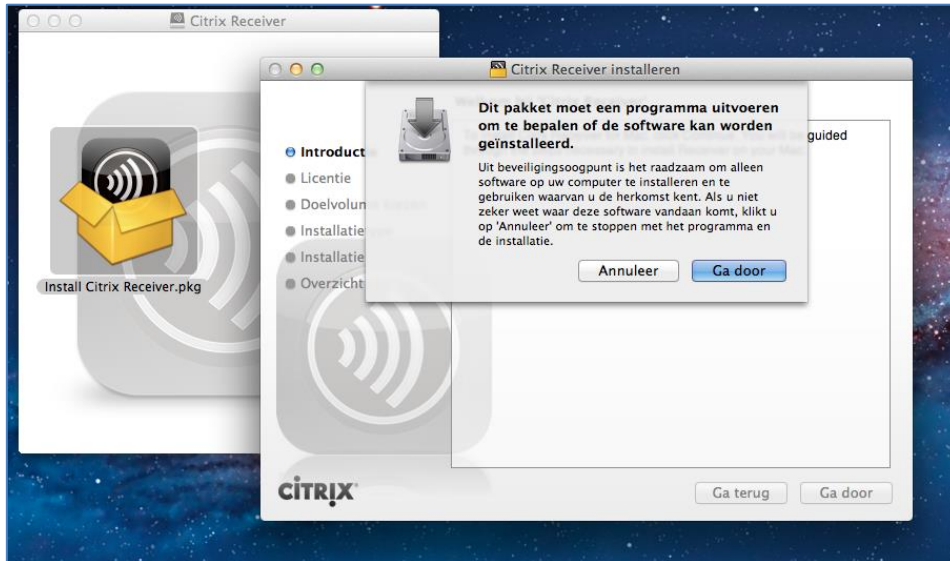 Citrix Receiver
Install Citrix Receiver.pkg
Citrix Receiver installeren
Introduct
Licentie
Doelvolum
Installatie
Installatie
Overzicht
guided
Dit pakket moet een programma uitvoeren
om te bepalen of de software kan worden
geïnstalleerd.
Uit beveiligingsoogpunt is het raadzaam om alleen
software op uw computer te installeren en te
gebruiken waarvan u de herkomst kent. Als u niet
zeker weet waar deze software vandaan komt, klikt u
op 'Annuleer' om te stoppen met het programma en
de installatie.
Annuleer
Ga door
CITRIX
Ga terug
Ga door